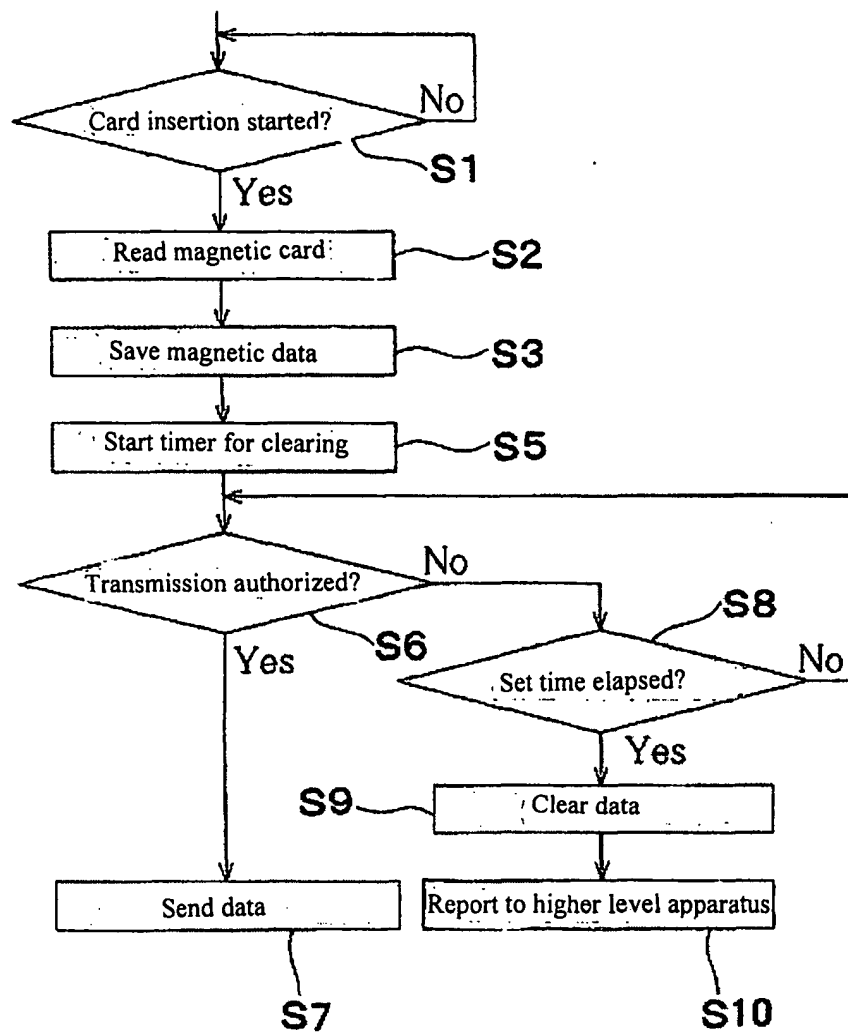 Card insertion started?
No
S1
Yes
Read magnetic card
S2
Save magnetic data
S3
Start timer for clearing
S5
Transmission authorized?
No
S6
Yes
S8
Set time elapsed?
No
Yes
S9
Clear data
Send data
Report to higher level apparatus
S7
S10